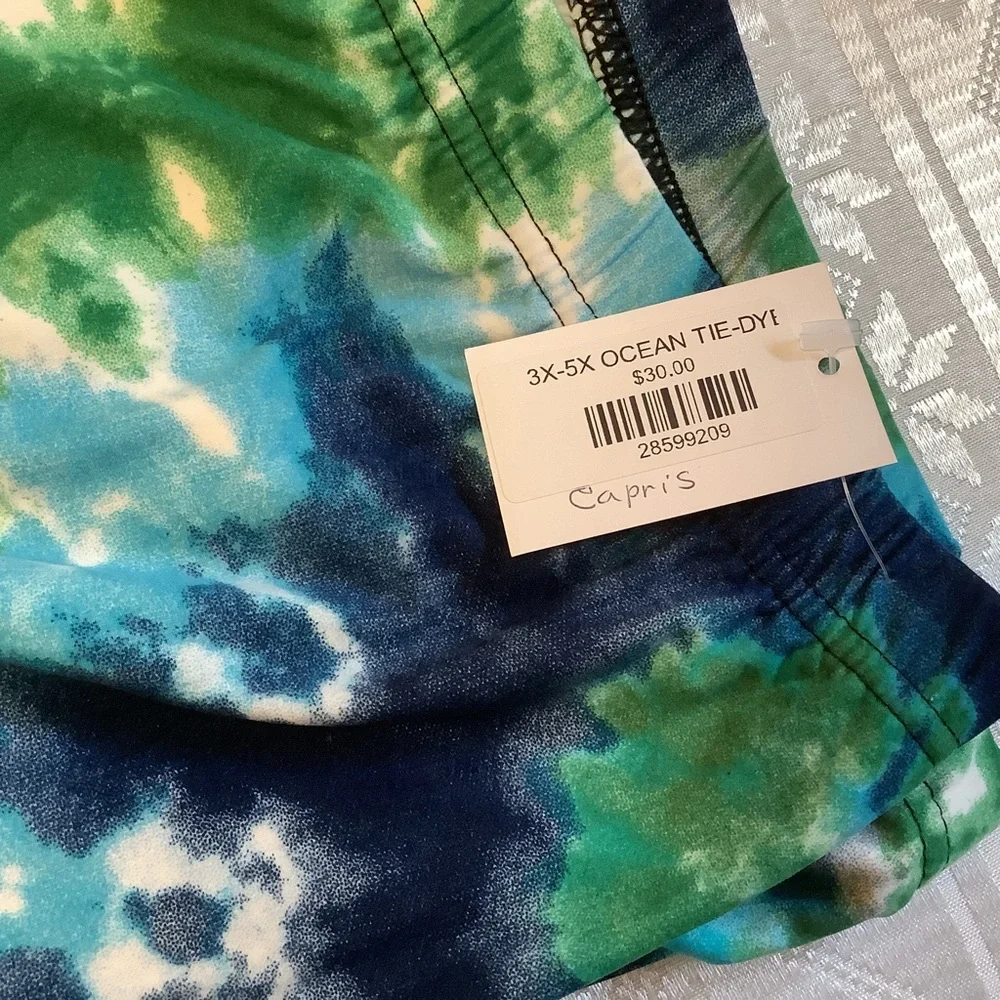 3X-5X OCEAN TIE-DYE
$30.00
28599209
Capris